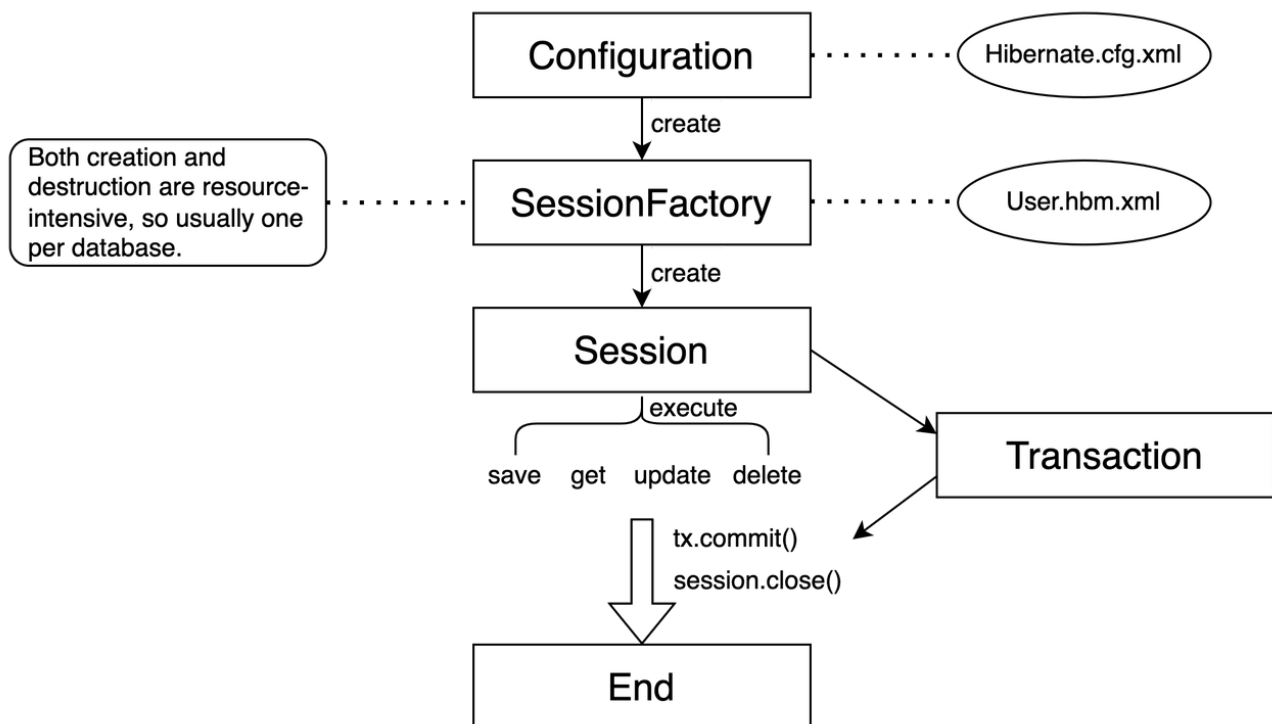 Configuration
Hibernate.cfg.xml
create
Both creation and
destruction are resource-
intensive, so usually one
per database.
SessionFactory
User.hbm.xml
create
Session
execute
save get update delete
Transaction
tx.commit()
session.close()
End